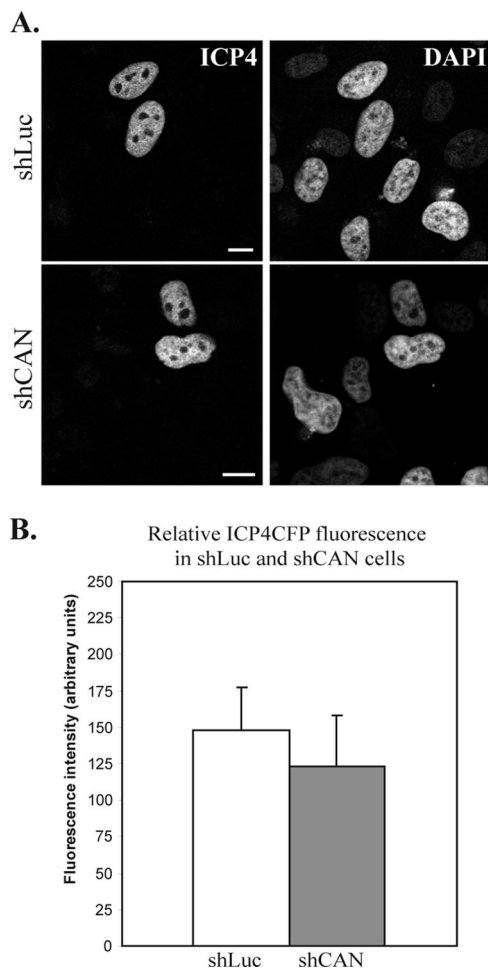 A.
ICP4
DAPI
shLuc
shCAN
B.
Relative ICP4CFP fluorescence
in shLuc and shCAN cells
Fluorescence intensity (arbitrary units)
250
225
200
175
150
125
100
75
50
25
0
shLuc
shCAN